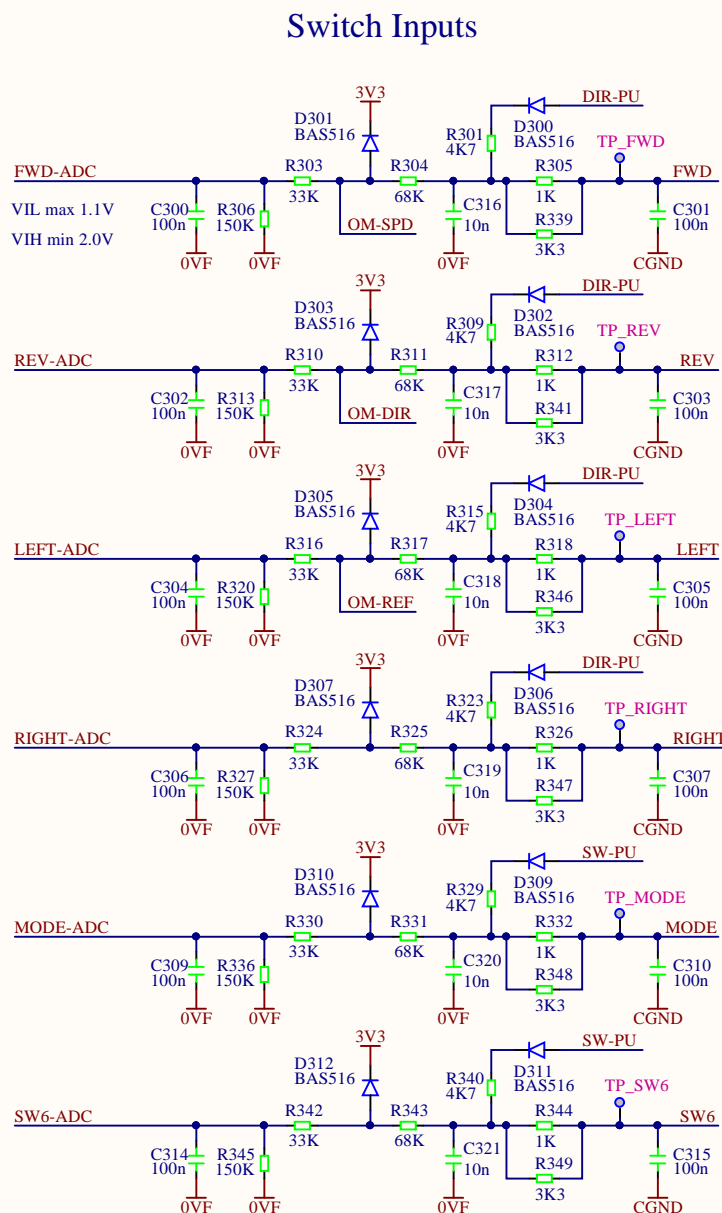 Switch Inputs
3V3
DIR-PU
D301
BAS516
R301
4K7
D300
BAS516
TP_FWD
FWD-ADC
R303
33K
R304
68K
R305
1K
FWD
VIL max 1.1V
VIH min 2.0V
C300
100n
R306
150K
OM-SPD
C316
10n
R339
3K3
C301
100n
0VF
0VF
0VF
CGND
3V3
DIR-PU
D303
BAS516
R309
4K7
D302
BAS516
TP_REV
REV-ADC
R310
33K
R311
68K
R312
1K
REV
C302
100n
R313
150K
OM-DIR
C317
10n
R341
3K3
C303
100n
0VF
0VF
0VF
CGND
3V3
DIR-PU
D305
BAS516
R315
4K7
D304
BAS516
TP_LEFT
LEFT-ADC
R316
33K
R317
68K
R318
1K
LEFT
C304
100n
R320
150K
OM-REF
C318
10n
R346
3K3
C305
100n
0VF
0VF
0VF
CGND
3V3
DIR-PU
D307
BAS516
R323
4K7
D306
BAS516
TP_RIGHT
RIGHT-ADC
R324
33K
R325
68K
R326
1K
RIGHT
C306
100n
R327
150K
C319
10n
R347
3K3
C307
100n
0VF
0VF
0VF
CGND
3V3
SW-PU
D310
BAS516
R329
4K7
D309
BAS516
TP_MODE
MODE-ADC
R330
33K
R331
68K
R332
1K
MODE
C309
100n
R336
150K
C320
10n
R348
3K3
C310
100n
0VF
0VF
0VF
CGND
3V3
SW-PU
D312
BAS516
R340
4K7
D311
BAS516
TP_SW6
SW6-ADC
R342
33K
R343
68K
R344
1K
SW6
C314
100n
R345
150K
C321
10n
R349
3K3
C315
100n
0VF
0VF
0VF
CGND